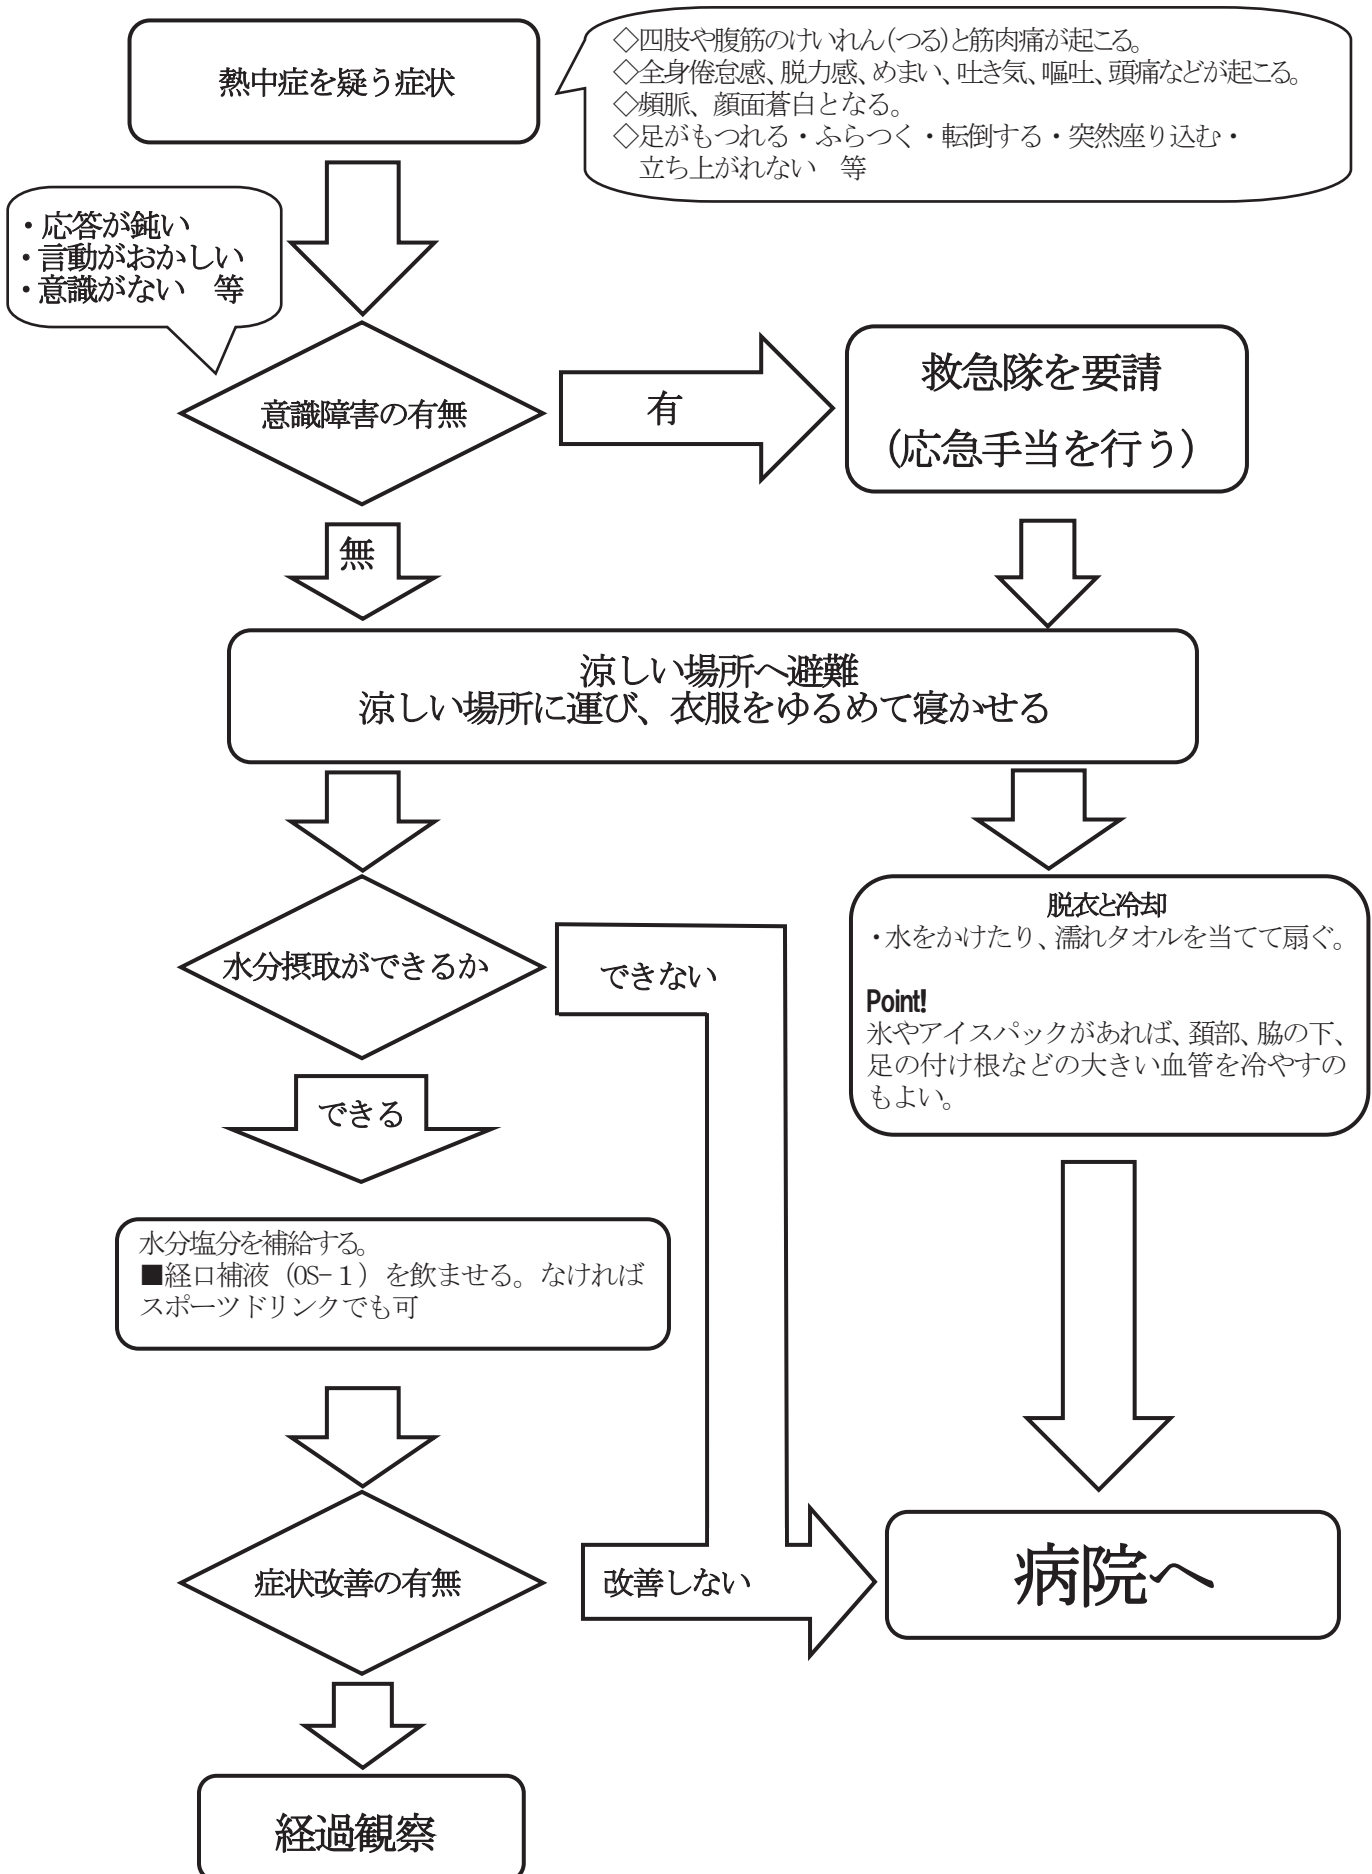 熱中症を疑う症状
◇四肢や腹筋のけいれん(つる)と筋肉痛が起こる。
◇全身倦怠感、脱力感、めまい、吐き気、嘔吐、頭痛などが起こる。
◇頻脈、顔面蒼白となる。
◇足がもつれる・ふらつく・転倒する・突然座り込む・
立ち上がれない　等
・応答が鈍い
・言動がおかしい
・意識がない　等
意識障害の有無
有
救急隊を要請
(応急手当を行う)
無
涼しい場所へ避難
涼しい場所に運び、衣服をゆるめて寝かせる
水分摂取ができるか
できない
脱衣と冷却
・水をかけたり、濡れタオルを当てて扇ぐ。
Point!
氷やアイスパックがあれば、頚部、脇の下、
足の付け根などの大きい血管を冷やすの
もよい。
できる
水分塩分を補給する。
■経口補液（OS-１）を飲ませる。なければ
スポーツドリンクでも可
症状改善の有無
改善しない
病院へ
経過観察